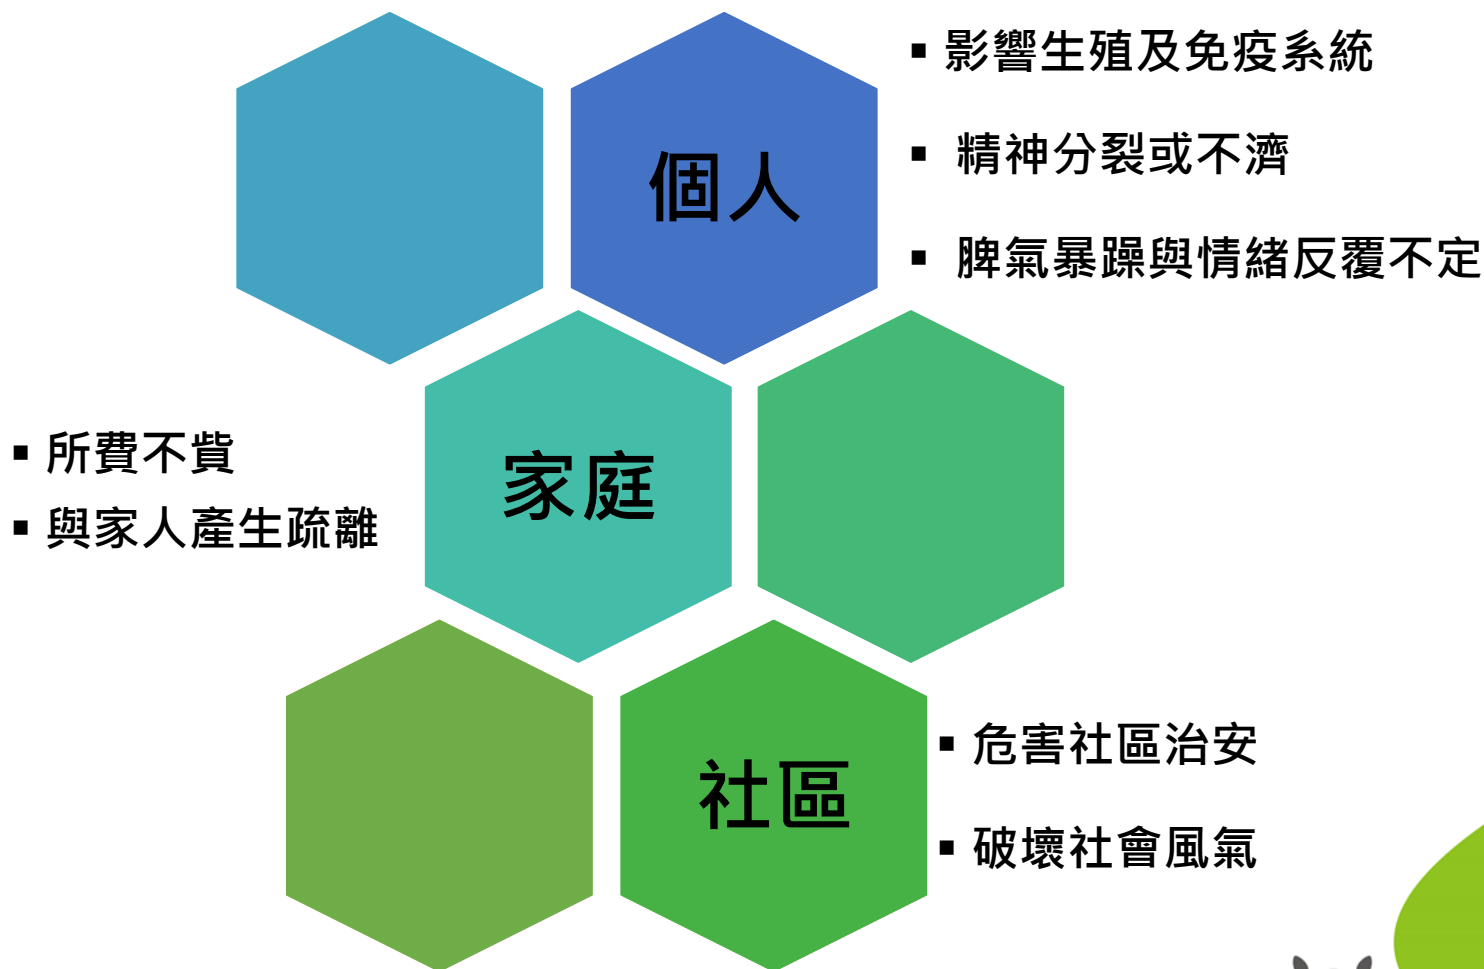 個人
▪ 影響生殖及免疫系統
▪ 精神分裂或不濟
▪ 脾氣暴躁與情緒反覆不定
家庭
▪ 所費不貲
▪ 與家人產生疏離
社區
▪ 危害社區治安
▪ 破壞社會風氣